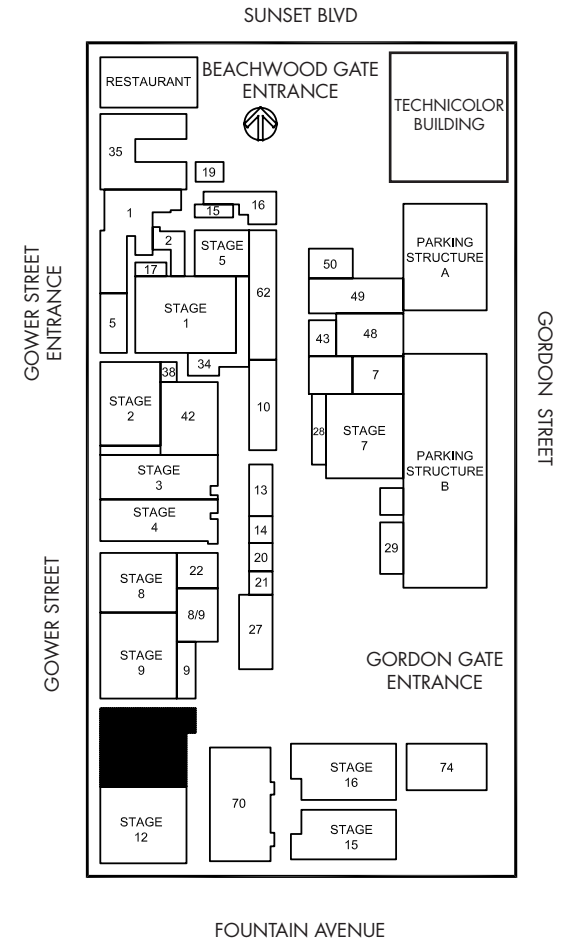 SUNSET BLVD
RESTAURANT
BEACHWOOD GATE
ENTRANCE
TECHNICOLOR
BUILDING
35
19
1
15
16
2
STAGE
5
17
62
PARKING
STRUCTURE
A
50
49
GOWER STREET
ENTRANCE
5
STAGE
1
43
48
GORDON STREET
34
38
7
STAGE
2
42
10
28
STAGE
7
PARKING
STRUCTURE
B
STAGE
3
13
STAGE
4
14
20
29
GOWER STREET
STAGE
8
22
21
8/9
27
STAGE
9
9
GORDON GATE
ENTRANCE
STAGE
16
74
70
STAGE
12
STAGE
15
FOUNTAIN AVENUE